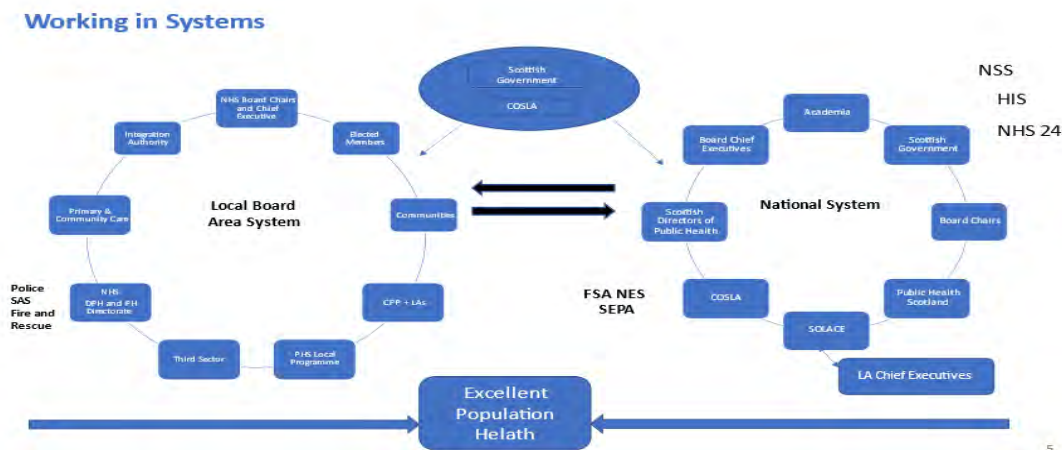 Working in Systems
Scottish
Government
COSLA
NHS Board Chairs
and Chief
Executive
Elected
Members
Communities
CPP + LAs
PHS Local
Programme
Third Sector
NHS
DPH and PH
Directorate
Primary &
Community Care
Integration
Authority
Local Board
Area System
Police
SAS
Fire and
Rescue
Academia
Scottish
Government
Board Chairs
Public Health
Scotland
SOLACE
LA Chief Executives
COSLA
Scottish
Directors of
Public Health
Board Chief
Executives
National System
NSS
HIS
NHS 24
FSA NES
SEPA
Excellent
Population
Helath
5